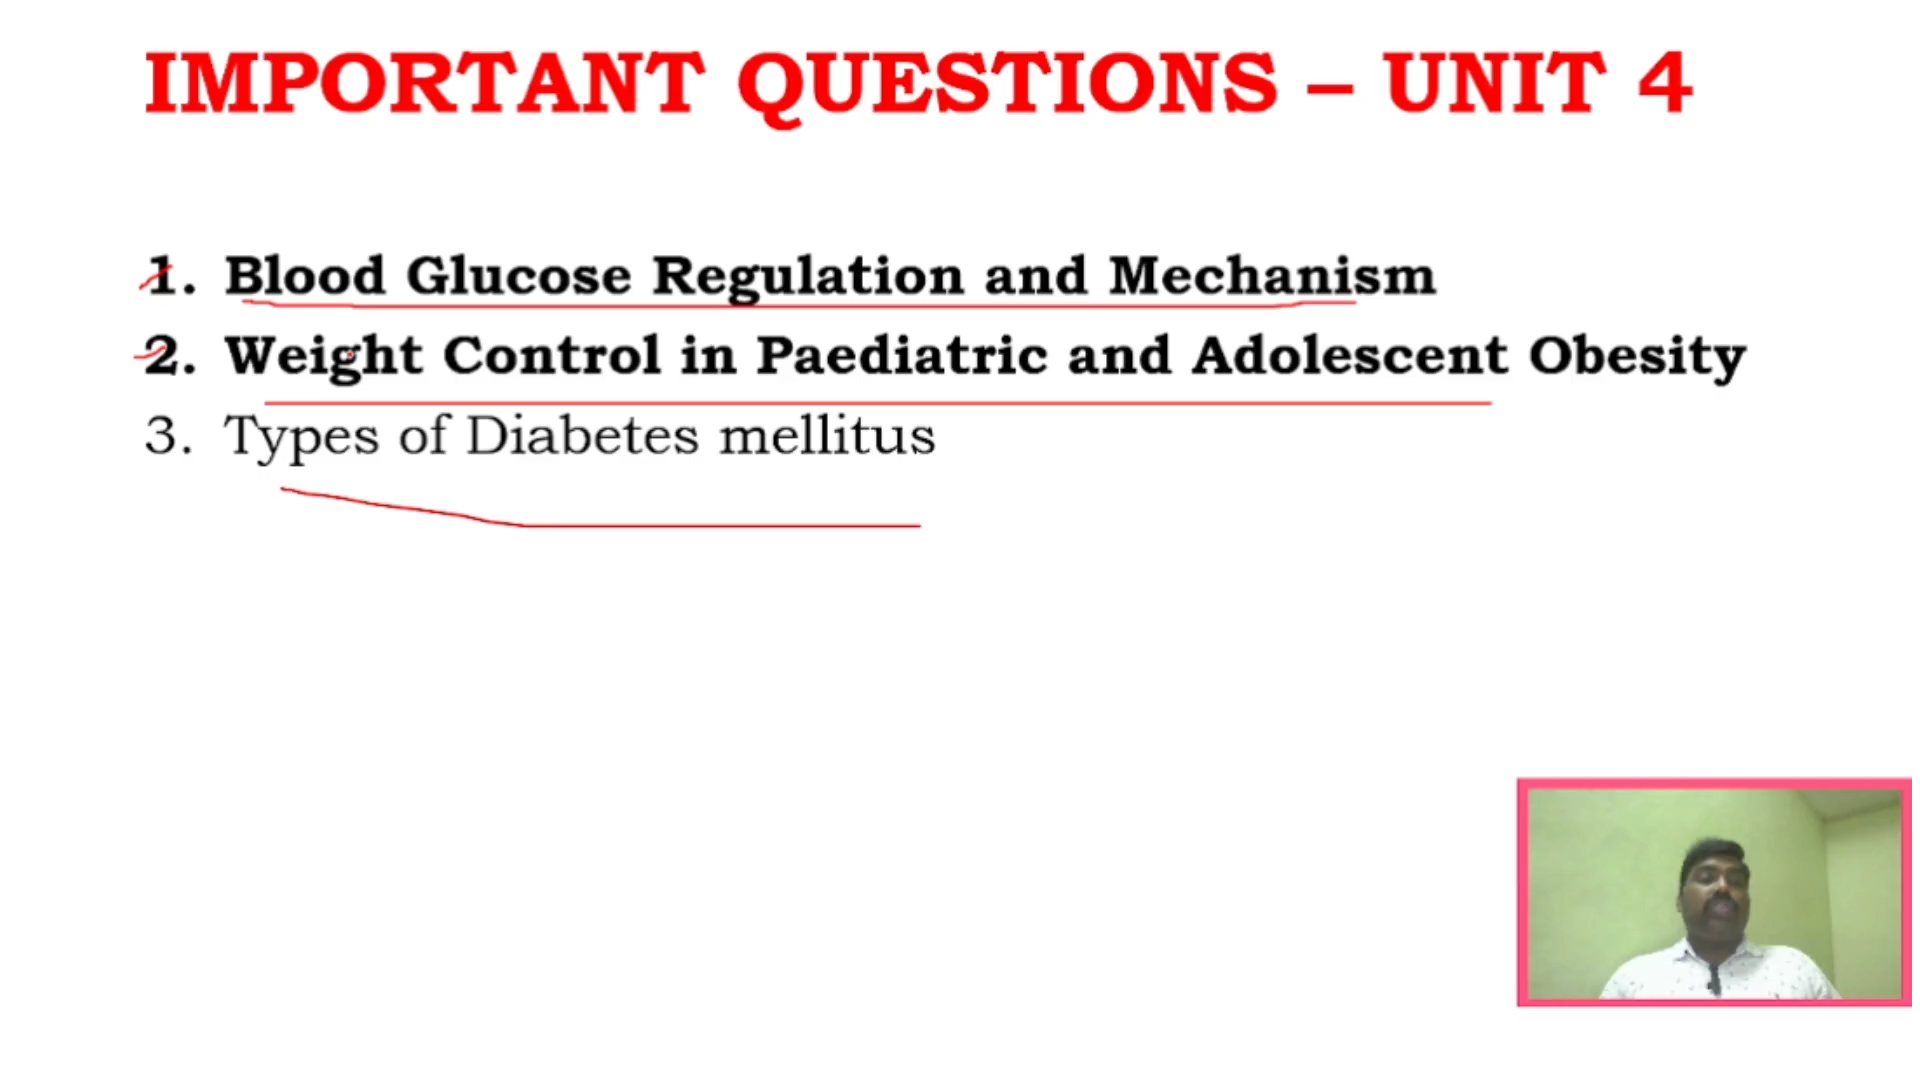 IMPORTANT QUESTIONS – UNIT 4
1. Blood Glucose Regulation and Mechanism
2. Weight Control in Paediatric and Adolescent Obesity
3. Types of Diabetes mellitus